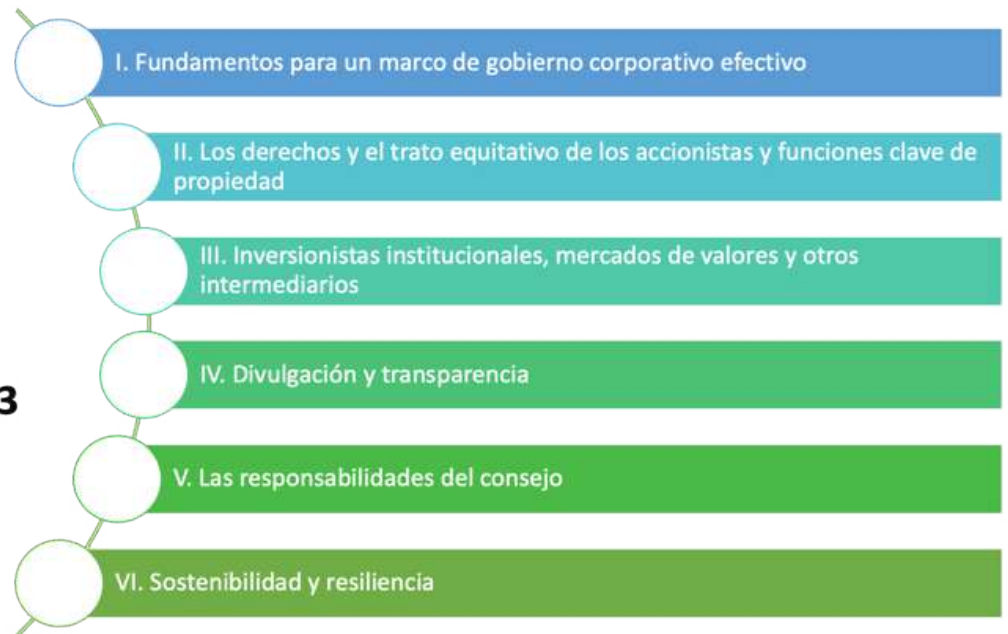 I. Fundamentos para un marco de gobierno corporativo efectivo
II. Los derechos y el trato equitativo de los accionistas y funciones clave de
propiedad
III. Inversionistas institucionales, mercados de valores y otros
intermediarios
IV. Divulgación y transparencia
3
V. Las responsabilidades del consejo
VI. Sostenibilidad y resiliencia